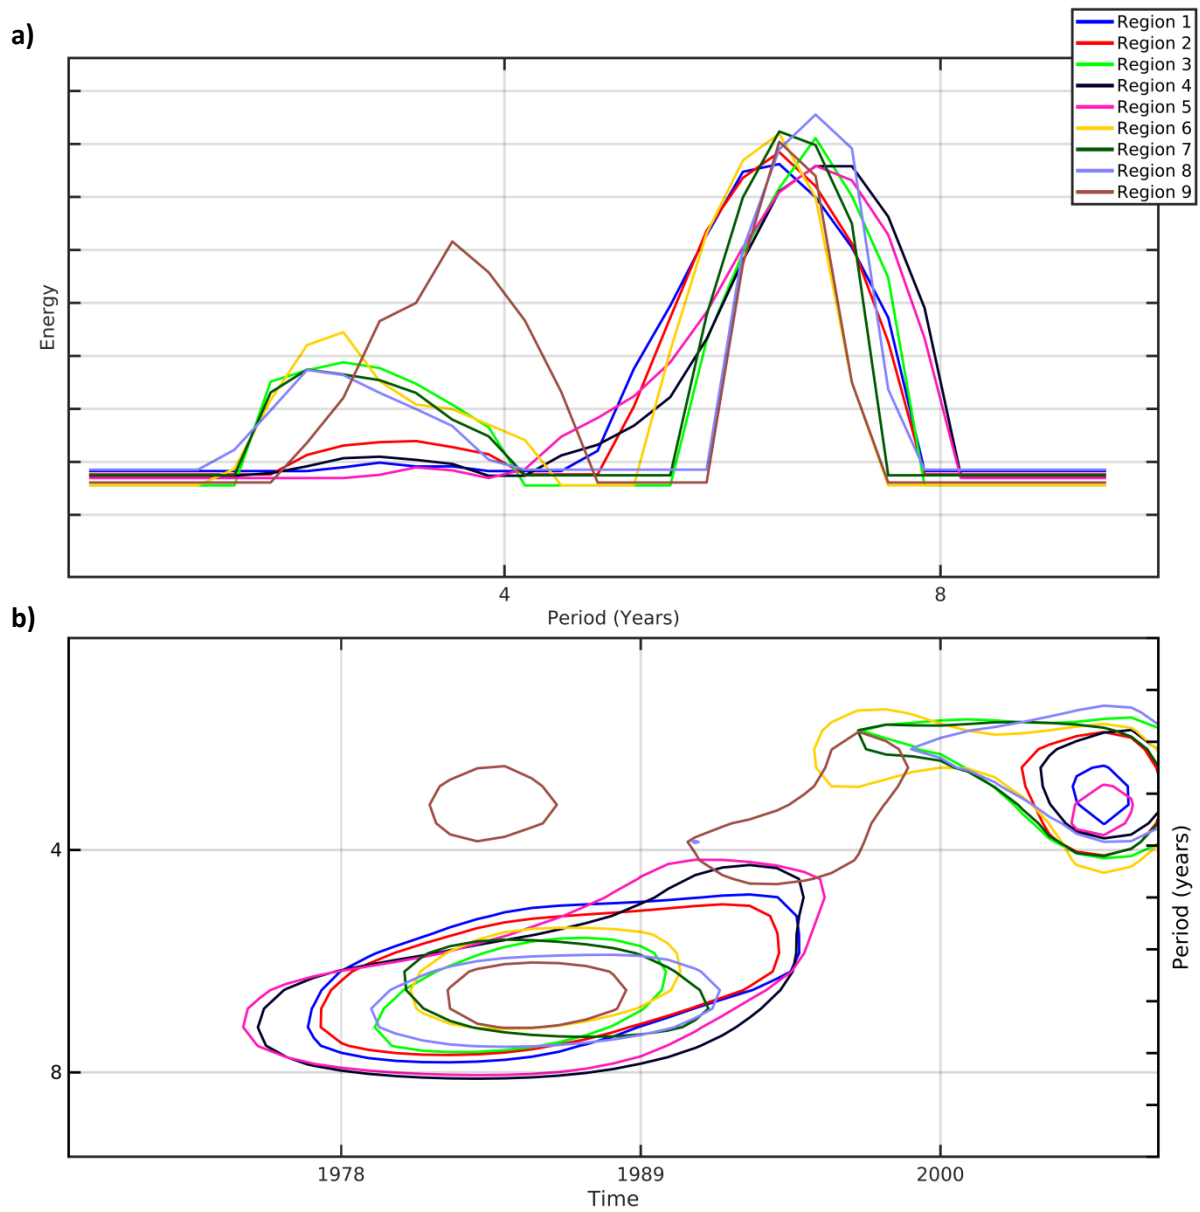 a)
Region 1
Region 2
Region 3
Region 4
Region 5
Region 6
Region 7
Region 8
Region 9
Energy
4
8
Period (Years)
b)
4
8
Period (years)
1978
1989
2000
Time